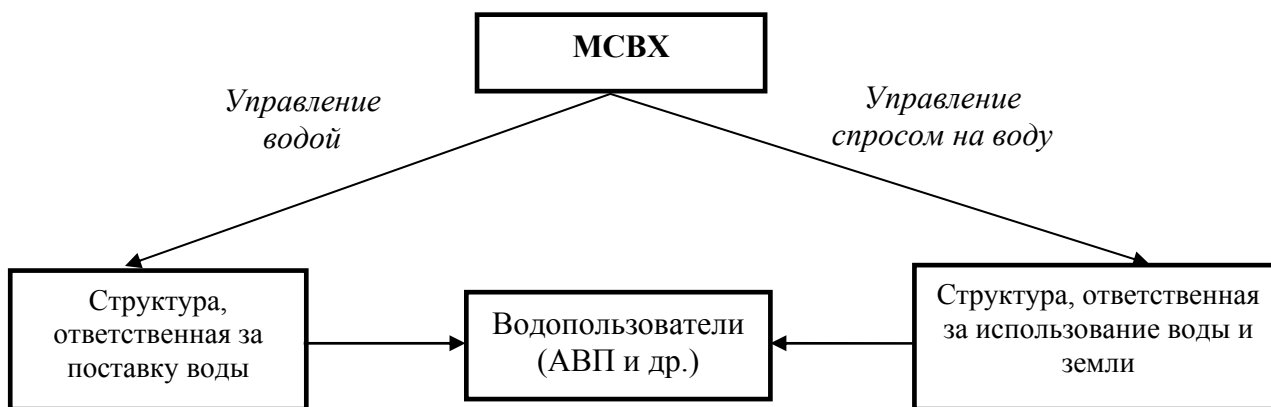 МСВХ
Управление
водой
Управление
спросом на воду
Структура,
ответственная за
поставку воды
Водопользователи
(АВП и др.)
Структура, ответственная
за использование воды и
земли